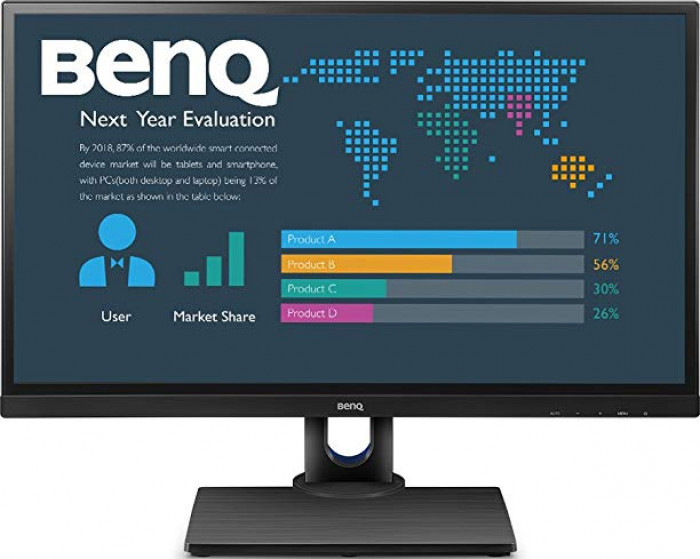 BenQ
Next Year Evaluation
By 2018, 87% of the worldwide smart connected
device market will be tablets and smartphone,
with PCs(both desktop and laptop) being 13% of
the market as shown in the table below:
User
Market Share
Product A 71%
Product B 56%
Product C 30%
Product D 26%
BenQ
AUTO - + MENU